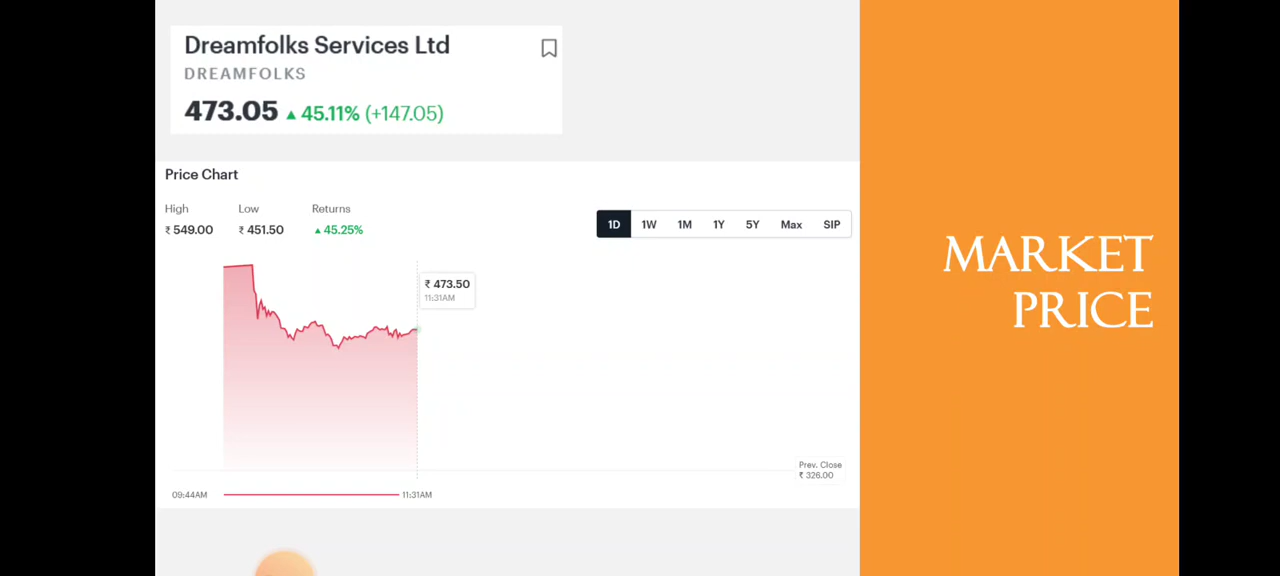 Dreamfolks Services Ltd
DREAMFOLKS
473.05 ▲ 45.11% (+147.05)
Price Chart
High Low Returns
₹ 549.00 ₹ 451.50 ▲ 45.25%
1D 1W 1M 1Y 5Y Max SIP
₹ 473.50
11:31AM
Prev. Close
₹ 326.00
09:44AM 11:31AM
MARKET
PRICE